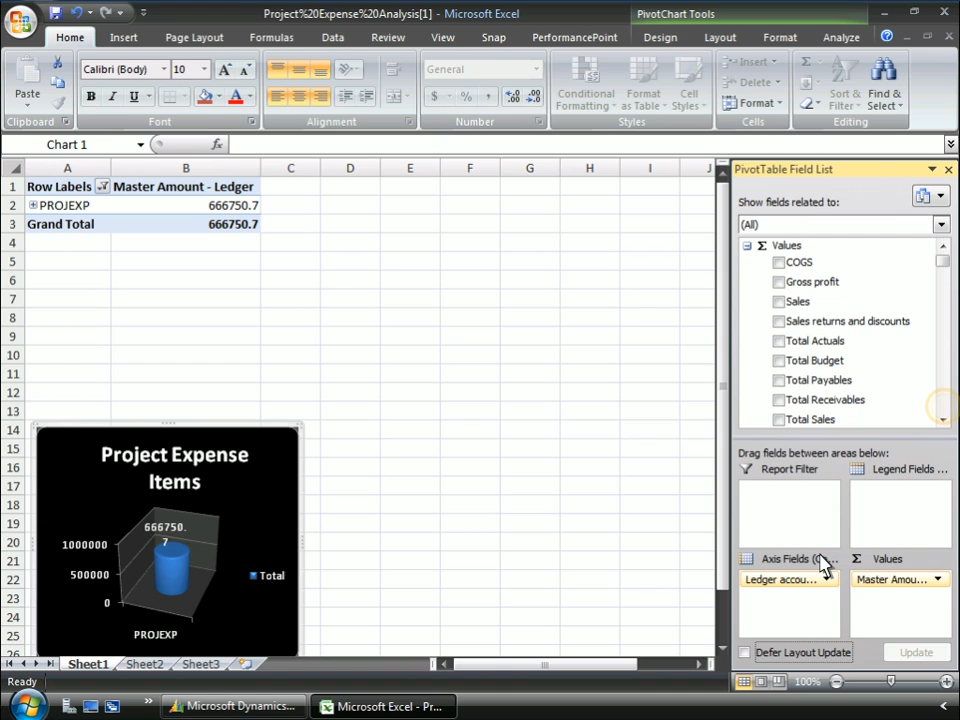 Project%20Expense%20Analysis[1] - Microsoft Excel
PivotChart Tools
Home
Insert
Page Layout
Formulas
Data
Review
View
Snap
PerformancePoint
Design
Layout
Format
Analyze
Paste
Clipboard
Calibri (Body)
10
B
I
U
Font
Alignment
General
$
%
,
Number
Conditional
Formatting
Format
as Table
Cell
Styles
Styles
Insert
Delete
Format
Cells
Sort &
Filter
Find &
Select
Editing
Chart 1
fx
A
B
C
D
E
F
G
H
I
J
1
Row Labels
Master Amount - Ledger
2
PROJEXP
666750.7
3
Grand Total
666750.7
4
5
6
7
8
9
10
11
12
13
14
15
16
17
18
19
20
21
22
23
24
25
26
Project Expense
Items
666750.
7
1000000
500000
0
PROJEXP
Total
PivotTable Field List
Show fields related to:
(All)
Σ Values
COGS
Gross profit
Sales
Sales returns and discounts
Total Actuals
Total Budget
Total Payables
Total Receivables
Total Sales
Drag fields between areas below:
Report Filter
Legend Fields ...
Axis Fields (
Σ Values
Ledger accou...
Master Amou...
Defer Layout Update
Update
Sheet1
Sheet2
Sheet3
Ready
100%
Microsoft Dynamics...
Microsoft Excel - Pr...